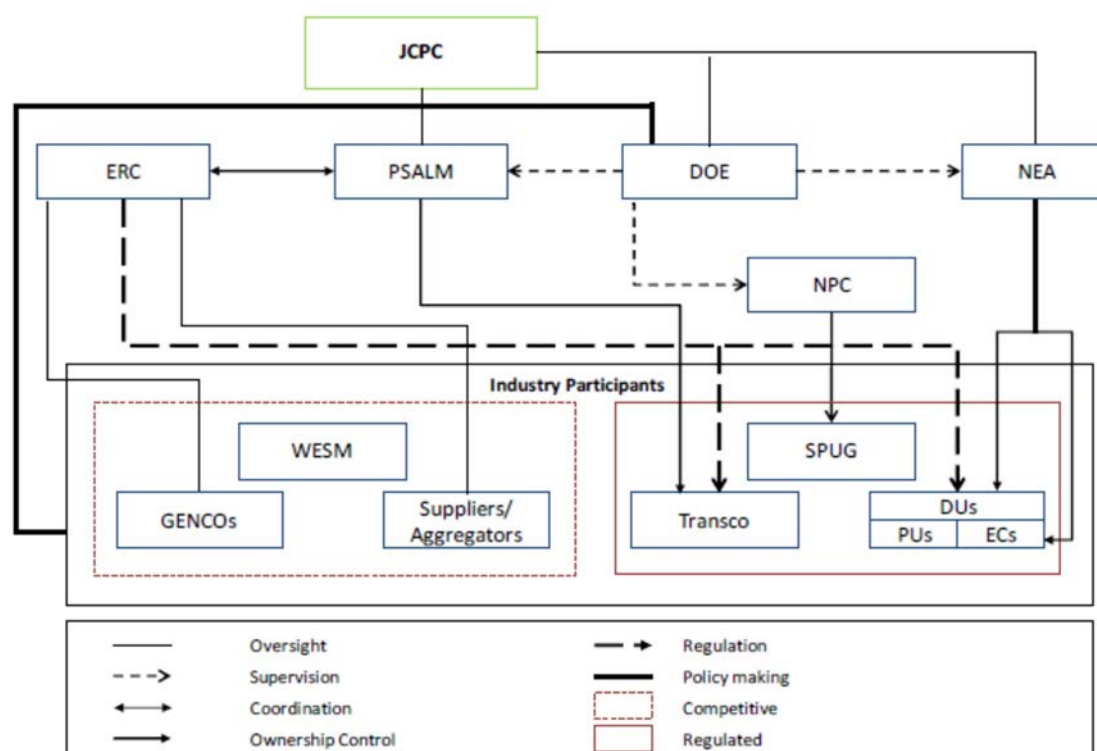 JCPC
ERC
PSALM
DOE
NEA
NPC
Industry Participants
WESM
SPUG
GENCOs
Suppliers/
Aggregators
Transco
DUs
PUs
ECs
Oversight
Regulation
Supervision
Policy making
Coordination
Competitive
Ownership Control
Regulated